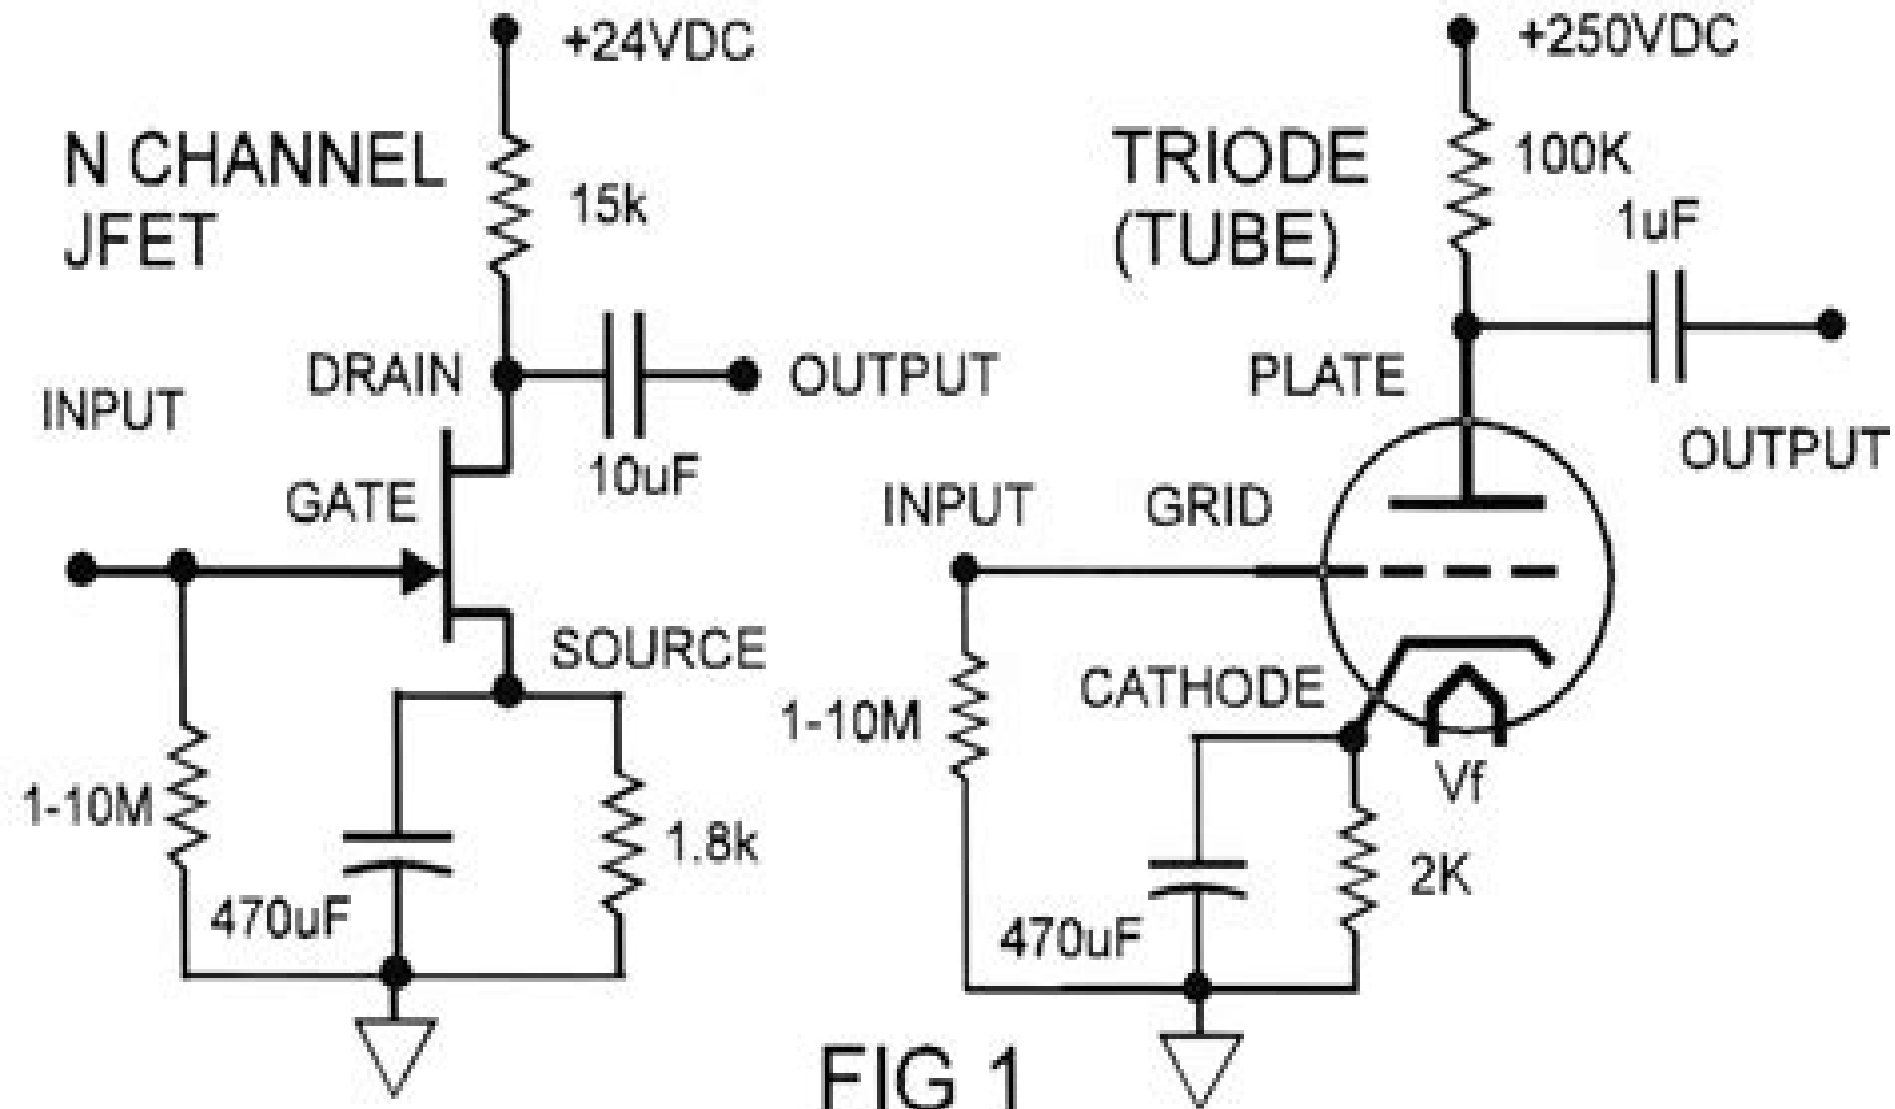 +24VDC
N CHANNEL
JFET
15k
DRAIN
OUTPUT
INPUT
10uF
GATE
SOURCE
1-10M
1.8k
470uF
+250VDC
TRIODE
(TUBE)
100K
1uF
PLATE
OUTPUT
INPUT
GRID
CATHODE
1-10M
Vf
2K
470uF
FIG 1